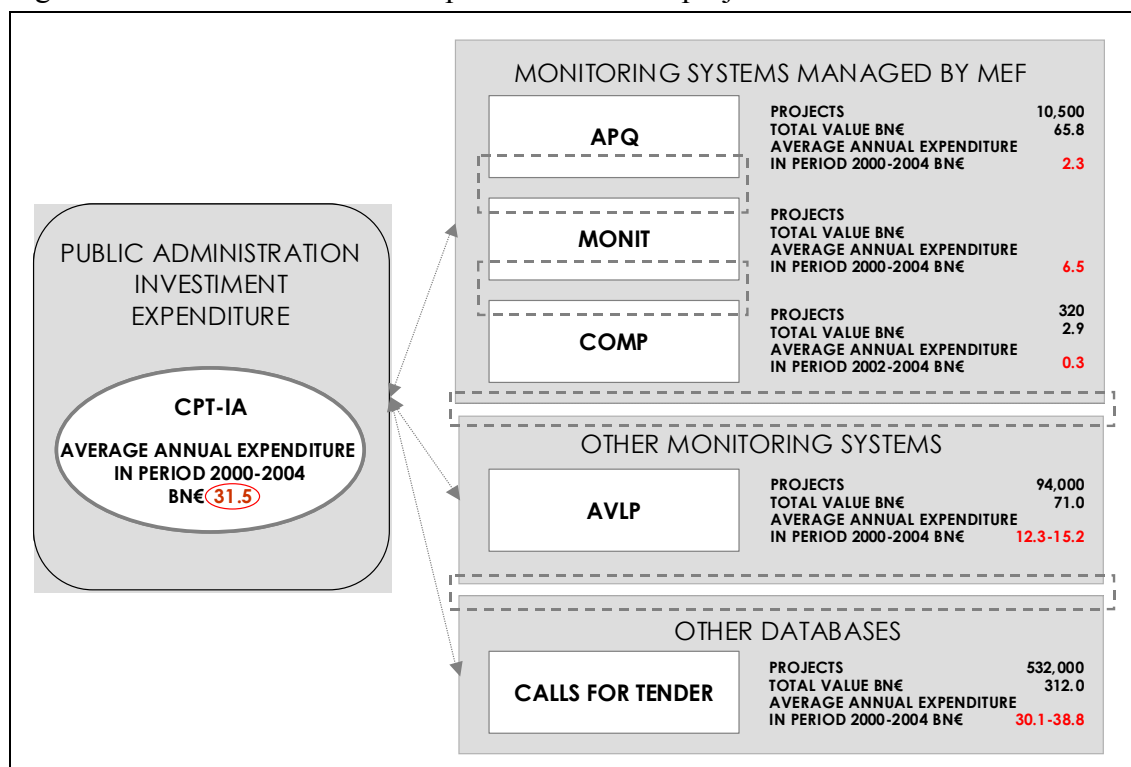 PUBLIC ADMINISTRATION
INVESTIMENT
EXPENDITURE
CPT-IA
AVERAGE ANNUAL EXPENDITURE
IN PERIOD 2000-2004
BN€ 31.5
MONITORING SYSTEMS MANAGED BY MEF
APQ
PROJECTS 10,500
TOTAL VALUE BN€ 65.8
AVERAGE ANNUAL EXPENDITURE
IN PERIOD 2000-2004 BN€ 2.3
MONIT
PROJECTS
TOTAL VALUE BN€
AVERAGE ANNUAL EXPENDITURE
IN PERIOD 2000-2004 BN€ 6.5
COMP
PROJECTS 320
TOTAL VALUE BN€ 2.9
AVERAGE ANNUAL EXPENDITURE
IN PERIOD 2002-2004 BN€ 0.3
OTHER MONITORING SYSTEMS
AVLP
PROJECTS 94,000
TOTAL VALUE BN€ 71.0
AVERAGE ANNUAL EXPENDITURE
IN PERIOD 2000-2004 BN€ 12.3-15.2
OTHER DATABASES
CALLS FOR TENDER
PROJECTS 532,000
TOTAL VALUE BN€ 312.0
AVERAGE ANNUAL EXPENDITURE
IN PERIOD 2000-2004 BN€ 30.1-38.8